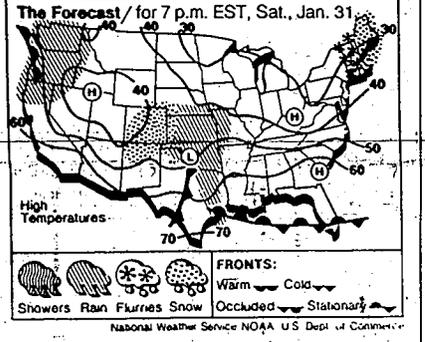 The Forecast / for 7 p.m. EST, Sat., Jan. 31
40 40 30
30
H
40
40
60
H
50
L
60
H
High
Temperatures
70 70
FRONTS:
Warm Cold
Showers Rain Flurries Snow
Occluded Stationary
National Weather Service NOAA U.S. Dept. of Commerce